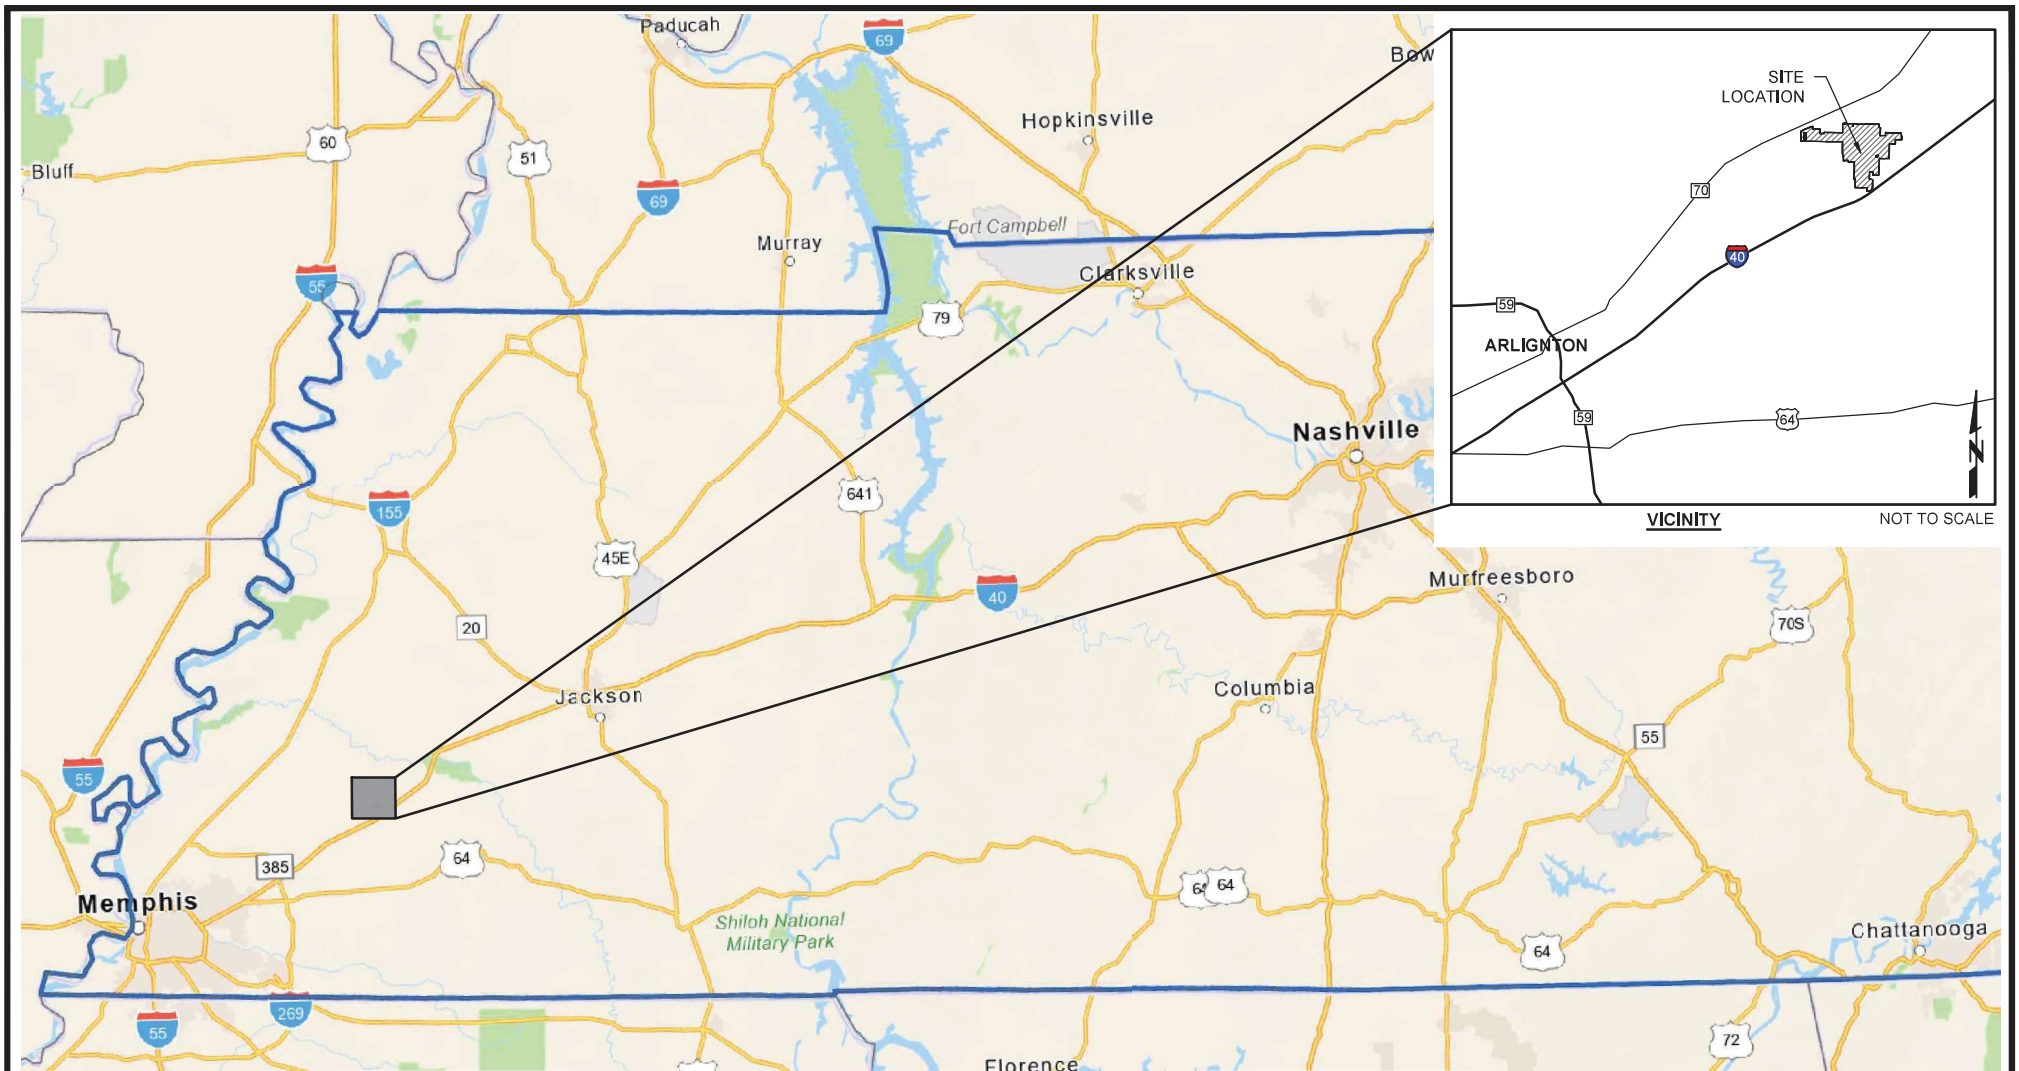 Paducah
69
Bow
60
51
Hopkinsville
Bluff
69
Fort Campbell
Murray
Clarksville
55
79
Nashville
641
155
45E
40
Murfreesboro
20
70S
Jackson
Columbia
55
55
385
64
64
64
Memphis
Shiloh National
Military Park
64
Chattanooga
269
55
72
Florence
SITE
LOCATION
70
40
59
ARLIGNTON
59
64
N
VICINITY
NOT TO SCALE